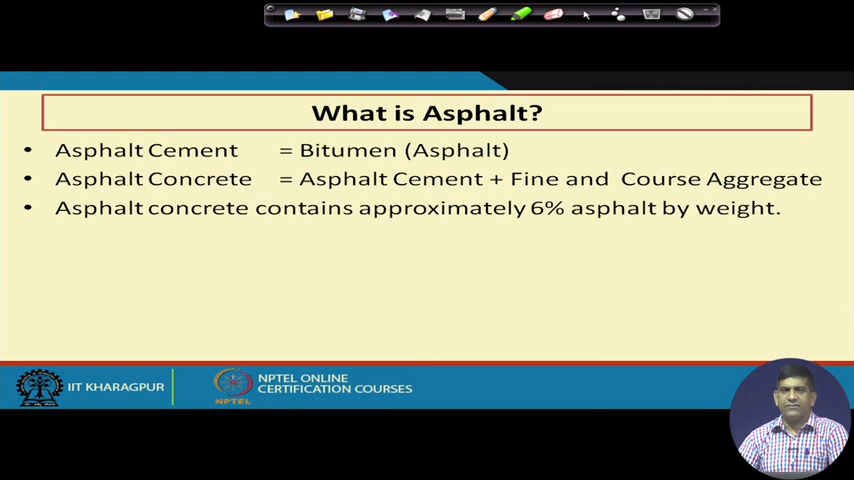 What is Asphalt?
• Asphalt Cement = Bitumen (Asphalt)
• Asphalt Concrete = Asphalt Cement + Fine and Course Aggregate
• Asphalt concrete contains approximately 6% asphalt by weight.
IIT KHARAGPUR
NPTEL ONLINE
CERTIFICATION COURSES
NPTEL